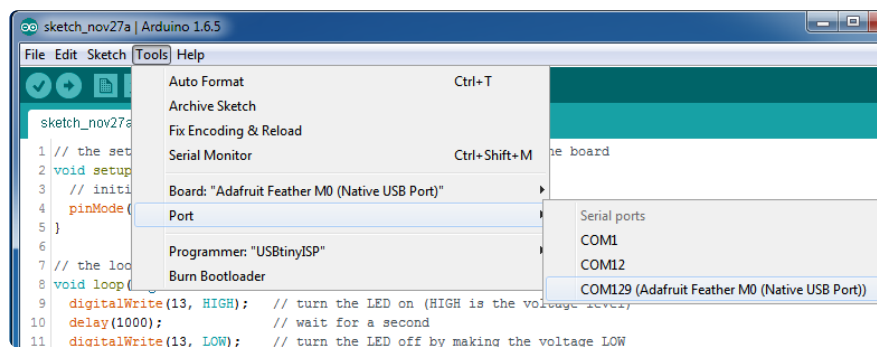 sketch_nov27a | Arduino 1.6.5
File Edit Sketch Tools Help
Auto Format Ctrl+T
Archive Sketch
sketch_nov27a
Fix Encoding & Reload
Serial Monitor Ctrl+Shift+M
1 // the set he board
2 void setup
3 // initi
Board: "Adafruit Feather M0 (Native USB Port)"
4 pinMode(
Port
Serial ports
5 }
COM1
6
Programmer: "USBtinyISP"
7 // the loo
COM12
Burn Bootloader
8 void loop(
COM129 (Adafruit Feather M0 (Native USB Port))
9 digitalWrite(13, HIGH); // turn the LED on (HIGH is the voltage level)
10 delay(1000); // wait for a second
11 digitalWrite(13, LOW); // turn the LED off by making the voltage LOW